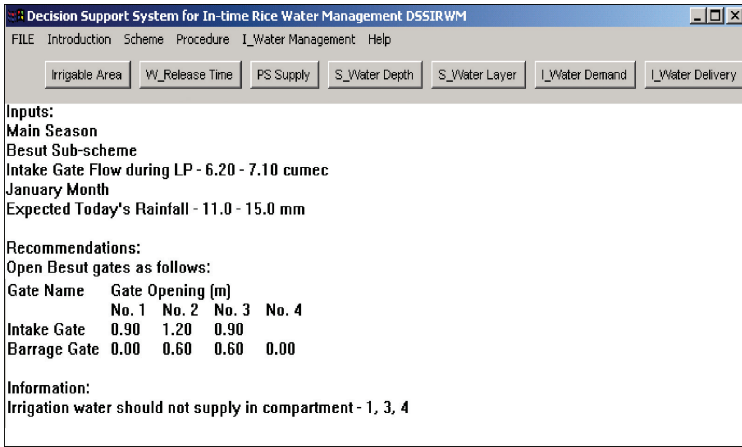 Decision Support System for In-time Rice Water Management DSSIRWM
FILE Introduction Scheme Procedure I_Water Management Help
Irrigable Area W_Release Time PS Supply S_Water Depth S_Water Layer I_Water Demand I_Water Delivery
Inputs:
Main Season
Besut Sub-scheme
Intake Gate Flow during LP - 6.20 - 7.10 cumec
January Month
Expected Today's Rainfall - 11.0 - 15.0 mm
Recommendations:
Open Besut gates as follows:
Gate Name Gate Opening (m)
No. 1 No. 2 No. 3 No. 4
Intake Gate 0.90 1.20 0.90
Barrage Gate 0.00 0.60 0.60 0.00
Information:
Irrigation water should not supply in compartment - 1, 3, 4